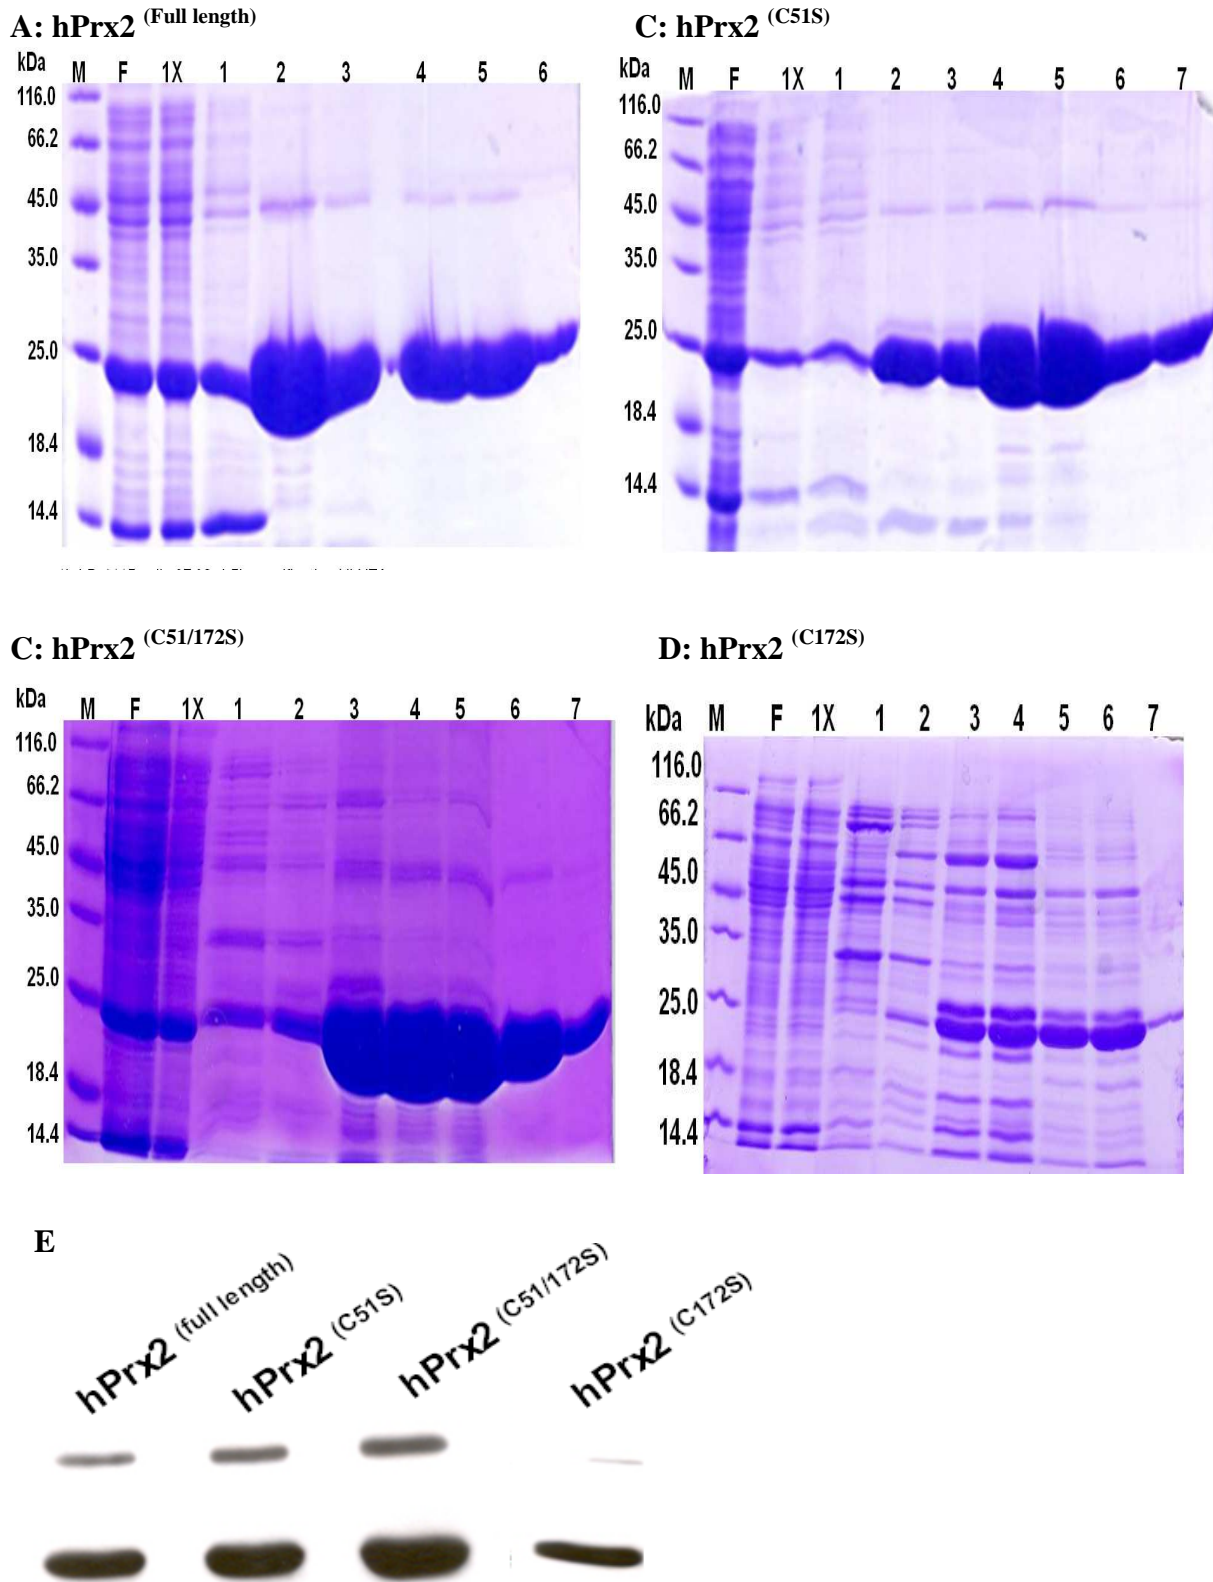 A: hPrx2 (Full length)
kDa M F 1X 1 2 3 4 5 6
116.0
66.2
45.0
35.0
25.0
18.4
14.4
C: hPrx2 (C51S)
kDa M F 1X 1 2 3 4 5 6 7
116.0
66.2
45.0
35.0
25.0
18.4
14.4
C: hPrx2 (C51/172S)
kDa M F 1X 1 2 3 4 5 6 7
116.0
66.2
45.0
35.0
25.0
18.4
14.4
D: hPrx2 (C172S)
kDa M F 1X 1 2 3 4 5 6 7
116.0
66.2
45.0
35.0
25.0
18.4
14.4
E
hPrx2 (full length)
hPrx2 (C51S)
hPrx2 (C51/172S)
hPrx2 (C172S)